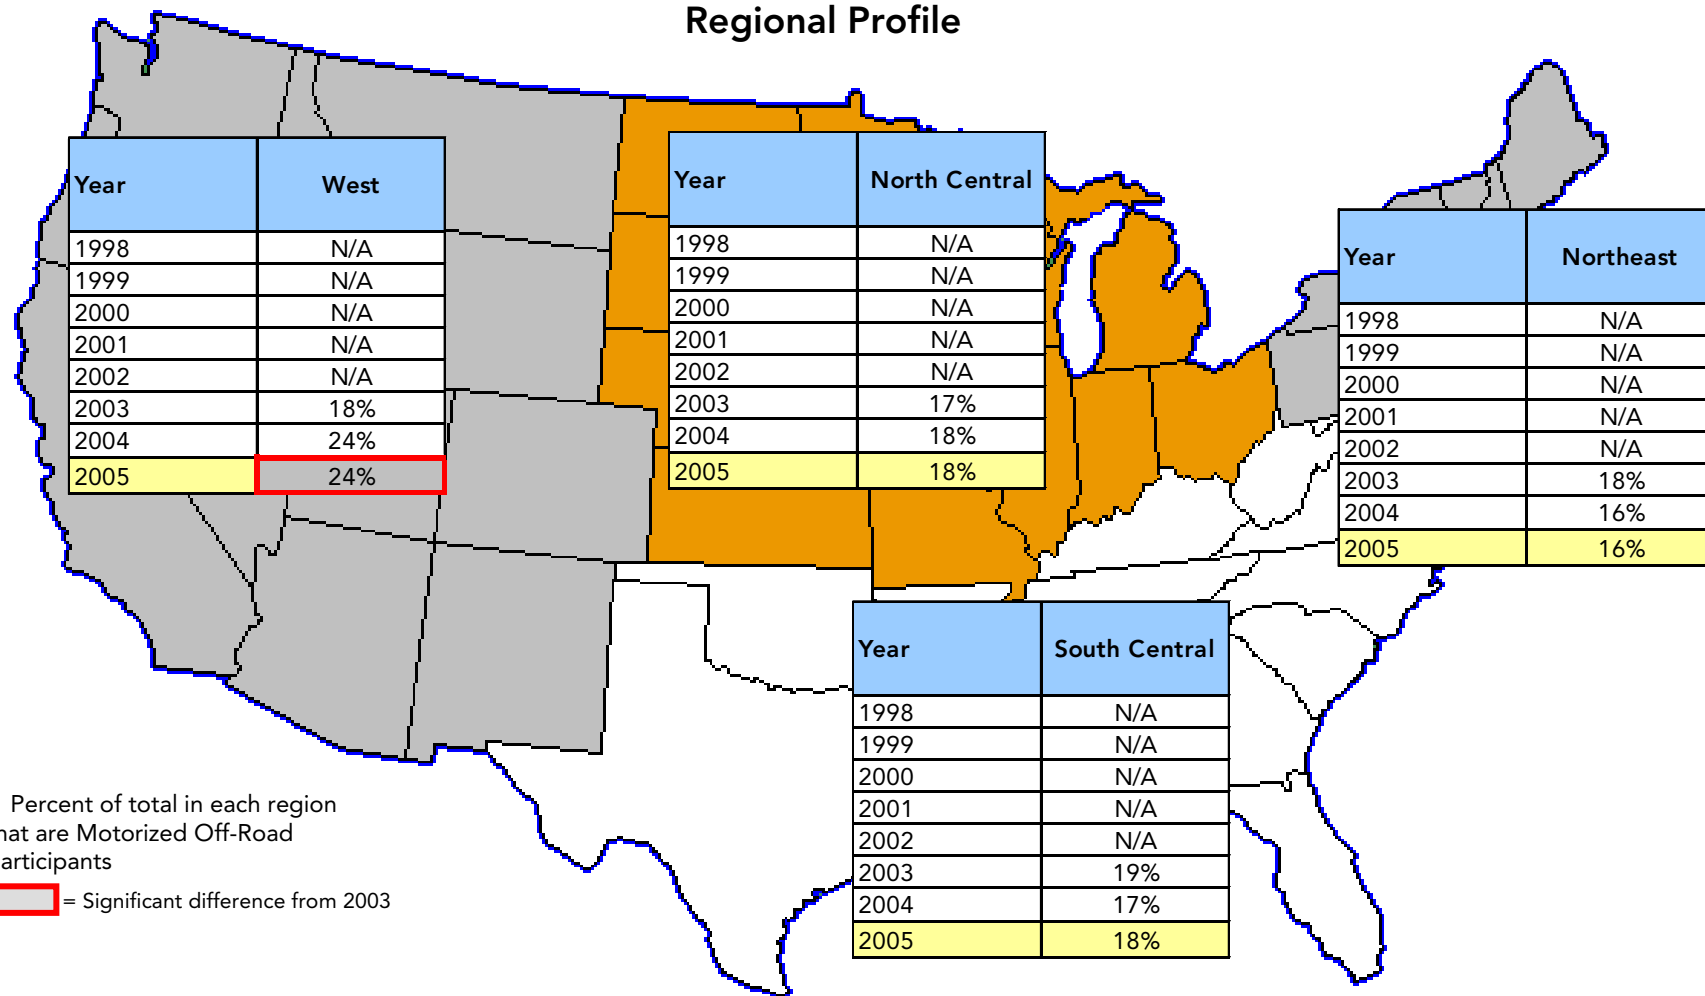 Regional Profile
Year West
1998 N/A
1999 N/A
2000 N/A
2001 N/A
2002 N/A
2003 18%
2004 24%
2005 24%
Year North Central
1998 N/A
1999 N/A
2000 N/A
2001 N/A
2002 N/A
2003 17%
2004 18%
2005 18%
Year Northeast
1998 N/A
1999 N/A
2000 N/A
2001 N/A
2002 N/A
2003 18%
2004 16%
2005 16%
Year South Central
1998 N/A
1999 N/A
2000 N/A
2001 N/A
2002 N/A
2003 19%
2004 17%
2005 18%
Percent of total in each region
hat are Motorized Off-Road
articipants
= Significant difference from 2003